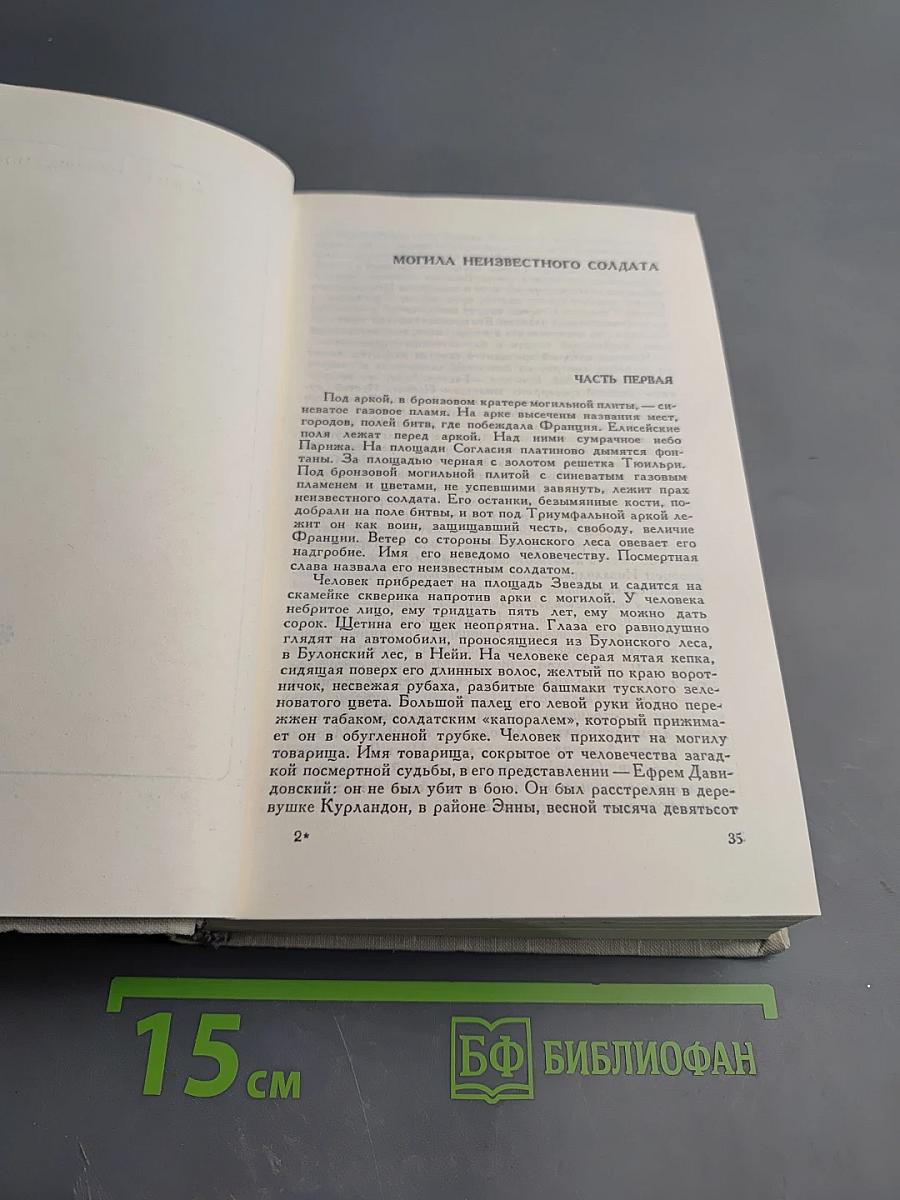 МОГИЛА НЕИЗВЕСТНОГО СОЛДАТА
ЧАСТЬ ПЕРВАЯ
Под аркой, в бронзовом кратере могильной плиты, — си-
неватое газовое пламя. На арке высечены названия мест,
городов, полей битв, где побеждала Франция. Елисейские
поля лежат перед аркой. Над ними сумрачное небо
Парижа. На площади Согласия платиново дымятся фон-
таны. За площадью черная с золотом решетка Тюильри.
Под бронзовой могильной плитой с синеватым газовым
пламенем и цветами, не успевшими завянуть, лежит прах
неизвестного солдата. Его останки, безымянные кости, по-
добрали на поле битвы, и вот под Триумфальной аркой ле-
жит он как воин, защищавший честь, свободу, величие
Франции. Ветер со стороны Булонского леса овевает его
надгробие. Имя его неведомо человечеству. Посмертная
слава назвала его неизвестным солдатом.
Человек прибредает на площадь Звезды и садится на
скамейке скверика напротив арки с могилой. У человека
небритое лицо, ему тридцать пять лет, ему можно дать
сорок. Щетина его щек неопрятна. Глаза его равнодушно
глядят на автомобили, проносящиеся из Булонского леса,
в Булонский лес, в Нейи. На человеке серая мятая кепка,
сидящая поверх его длинных волос, желтый по краю ворот-
ничок, несвежая рубаха, разбитые башмаки тусклого зеле-
новатого цвета. Большой палец его левой руки йодно пере-
жжен табаком, солдатским «капоралем», который прижима-
ет он в обугленной трубке. Человек приходит на могилу
товарища. Имя товарища, сокрытое от человечества загад-
кой посмертной судьбы, в его представлении — Ефрем Дави-
довский: он не был убит в бою. Он был расстрелян в дере-
вушке Курландон, в районе Энны, весной тысяча девятьсот
2*
35
15 см
БФ БИБЛИОФАН